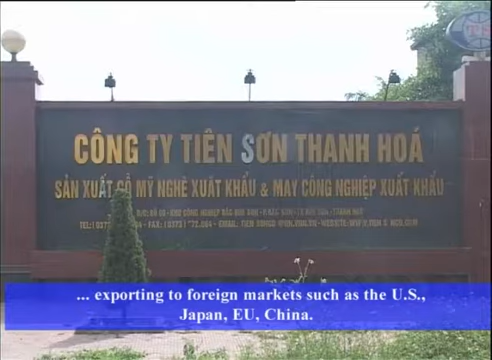 CÔNG TY TIÊN SƠN THANH HOÁ
SẢN XUẤT GỖ MỸ NGHỆ XUẤT KHẨU & MAY CÔNG NGHIỆP XUẤT KHẨU
... exporting to foreign markets such as the U.S.,
Japan, EU, China.